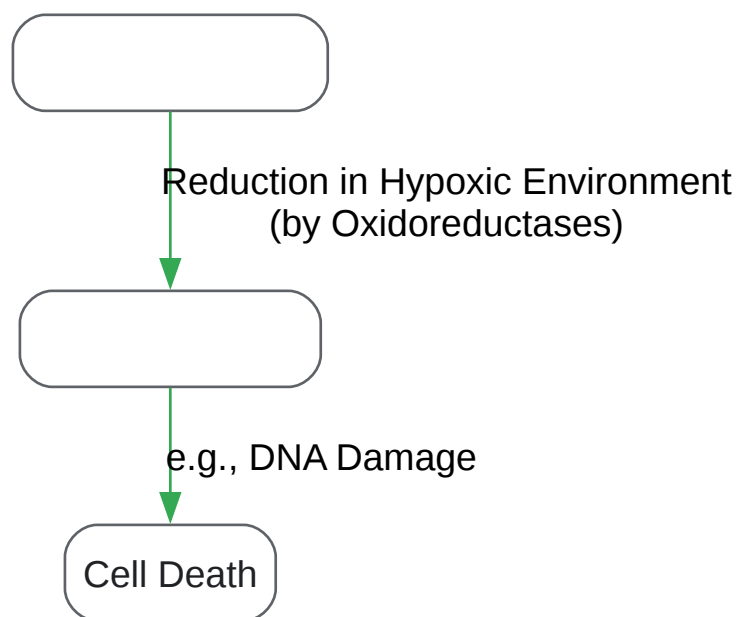 Reduction in Hypoxic Environment
(by Oxidoreductases)
e.g., DNA Damage
Cell Death